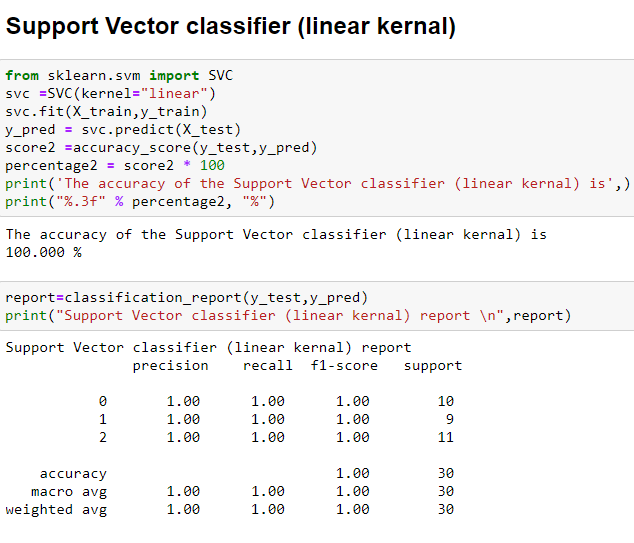 Support Vector classifier (linear kernal)
from sklearn.svm import SVC
svc =SVC(kernel="linear")
svc.fit(X_train,y_train)
y_pred = svc.predict(X_test)
score2 =accuracy_score(y_test,y_pred)
percentage2 = score2 * 100
print('The accuracy of the Support Vector classifier (linear kernal) is',)
print("%.3f" % percentage2, "%")
The accuracy of the Support Vector classifier (linear kernal) is
100.000 %
report=classification_report(y_test,y_pred)
print("Support Vector classifier (linear kernal) report \n",report)
Support Vector classifier (linear kernal) report
precision recall f1-score support
0 1.00 1.00 1.00 10
1 1.00 1.00 1.00 9
2 1.00 1.00 1.00 11
accuracy 1.00 30
macro avg 1.00 1.00 1.00 30
weighted avg 1.00 1.00 1.00 30